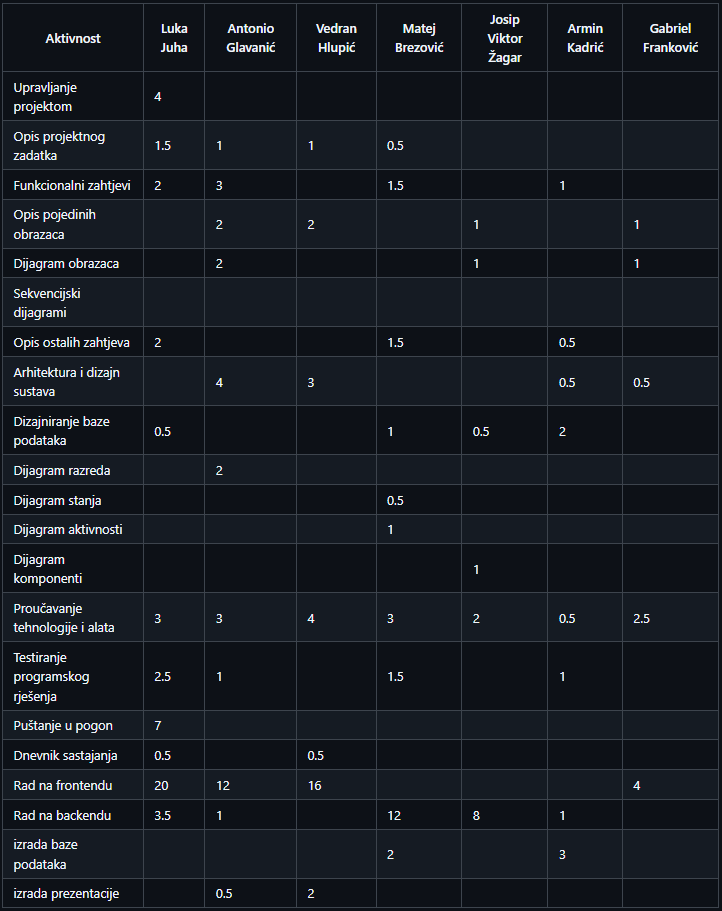 Aktivnost Luka Juha Antonio Glavanić Vedran Hlupić Matej Brezović Josip Viktor Žagar Armin Kadrić Gabriel Franković
Upravljanje projektom 4
Opis projektnog zadatka 1.5 1 1 0.5
Funkcionalni zahtjevi 2 3 1.5 1
Opis pojedinih obrazaca 2 2 1 1
Dijagram obrazaca 2 1 1
Sekvencijski dijagrami
Opis ostalih zahtjeva 2 1.5 0.5
Arhitektura i dizajn sustava 4 3 0.5 0.5
Dizajniranje baze podataka 0.5 1 0.5 2
Dijagram razreda 2
Dijagram stanja 0.5
Dijagram aktivnosti 1
Dijagram komponenti 1
Proučavanje tehnologije i alata 3 3 4 3 2 0.5 2.5
Testiranje programskog rješenja 2.5 1 1.5 1
Puštanje u pogon 7
Dnevnik sastajanja 0.5 0.5
Rad na frontendu 20 12 16 4
Rad na backendu 3.5 1 12 8 1
izrada baze podataka 2 3
izrada prezentacije 0.5 2